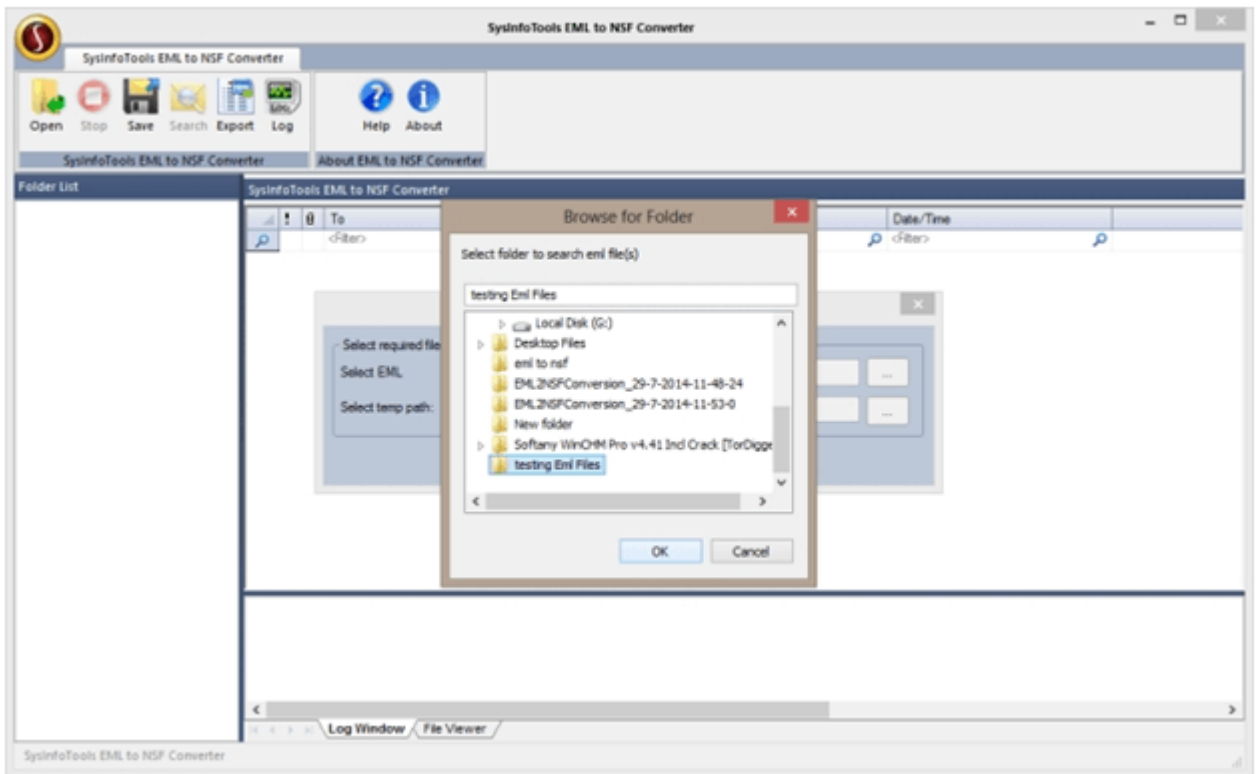 SysInfoTools EML to NSF Converter
SysInfoTools EML to NSF Converter
Open Stop Save Search Export Log Help About
SysInfoTools EML to NSF Converter About EML to NSF Converter
Folder List
SysInfoTools EML to NSF Converter
To Date/Time
<Filter> <Filter>
Browse for Folder
Select folder to search eml file(s)
testing Eml Files
Local Disk (G:)
Desktop Files
eml to nsf
EML2NSFConversion_29-7-2014-11-48-24
EML2NSFConversion_29-7-2014-11-53-0
New folder
Softany WinCHM Pro v4.41 Incl Crack [TorDigge
testing Eml Files
OK Cancel
Select required file
Select EML ...
Select temp path: ...
Log Window File Viewer
SysInfoTools EML to NSF Converter